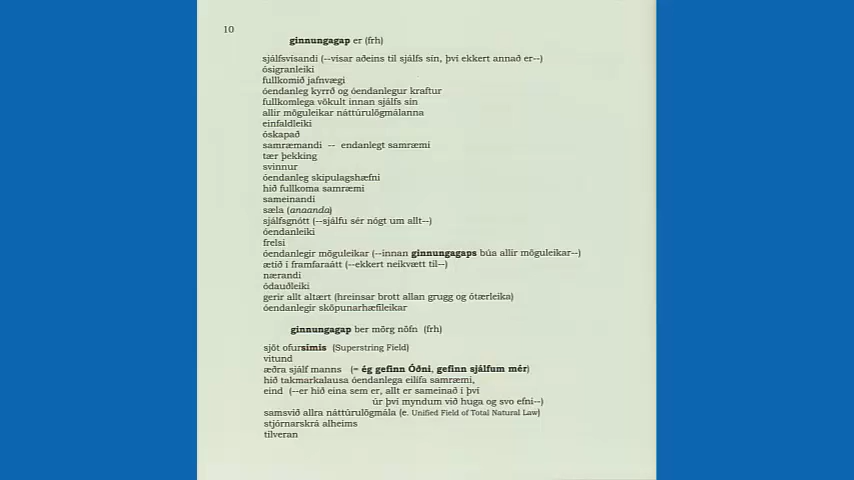 10
ginnungagap er (frh)
sjálfsvísandi (--vísar aðeins til sjálfs sín, því ekkert annað er--)
ósigranleiki
fullkomið jafnvægi
óendanleg kyrrð og óendanlegur kraftur
fullkomlega vökult innan sjálfs sín
allir möguleikar náttúrulögmálanna
einfaldleiki
óskapað
samræmandi -- endanlegt samræmi
tær þekking
svinnur
óendanleg skipulagshæfni
hið fullkoma samræmi
sameinandi
sæla (anaanda)
sjálfsgnótt (--sjálfu sér nógt um allt--)
óendanleiki
frelsi
óendanlegir möguleikar (--innan ginnungagaps búa allir möguleikar--)
ætíð í framfaraátt (--ekkert neikvætt til--)
nærandi
ódauðleiki
gerir allt altært (hreinsar brott allan grugg og ótærleika)
óendanlegir sköpunarhæfileikar
ginnungagap ber mörg nöfn (frh)
sjöt ofursímis (Superstring Field)
vitund
æðra sjálf manns (= ég gefinn Óðni, gefinn sjálfum mér)
hið takmarkalausa óendanlega eilífa samræmi,
eind (--er hið eina sem er, allt er sameinað í því
úr því myndum við huga og svo efni--)
samsvið allra náttúrulögmála (e. Unified Field of Total Natural Law)
stjórnarskrá alheims
tilveran